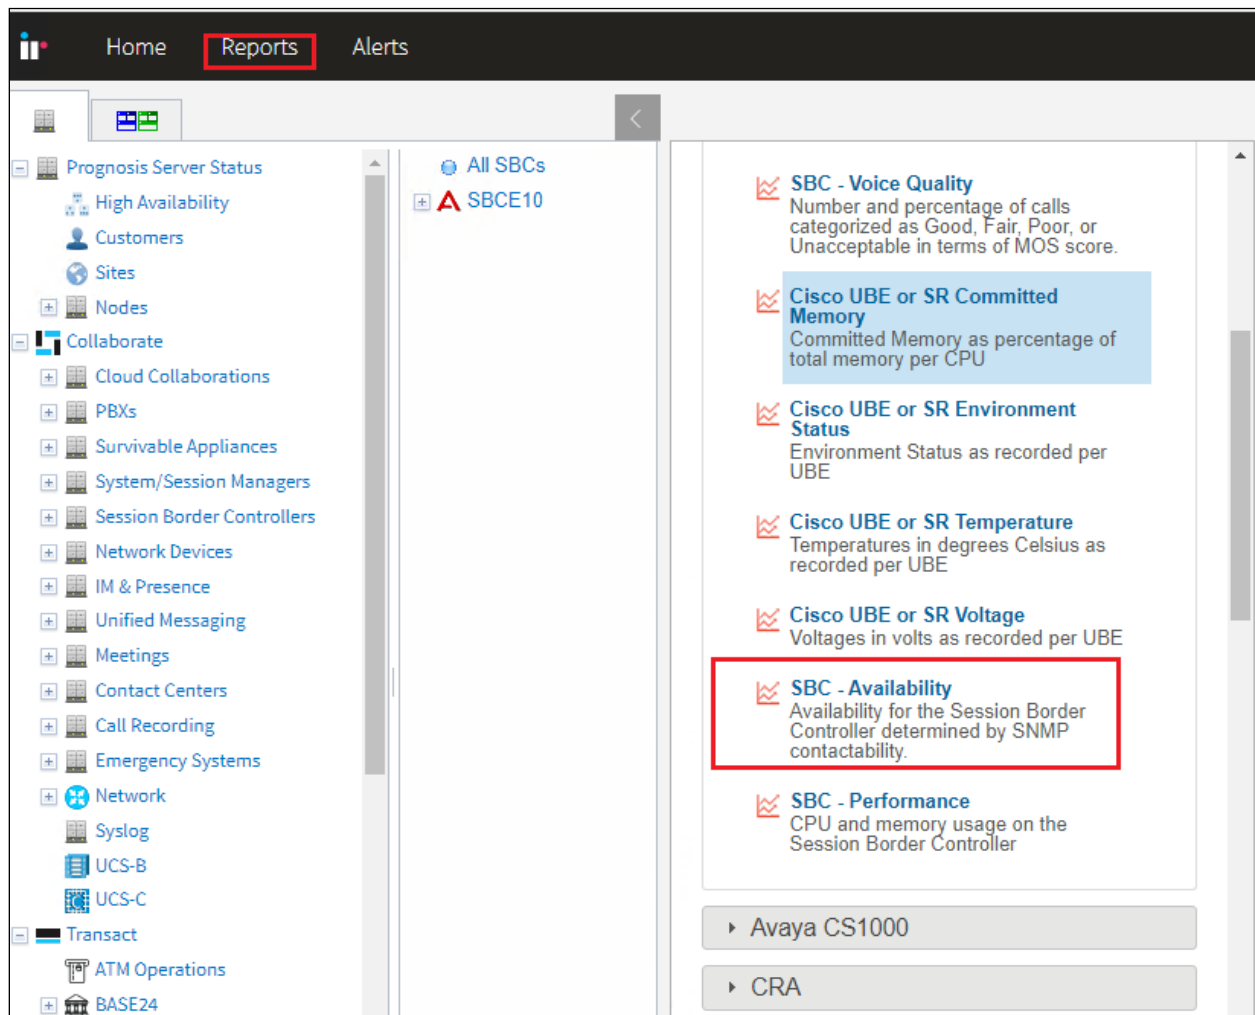 ir
Home
Reports
Alerts
Prognosis Server Status
High Availability
Customers
Sites
Nodes
Collaborate
Cloud Collaborations
PBXs
Survivable Appliances
System/Session Managers
Session Border Controllers
Network Devices
IM & Presence
Unified Messaging
Meetings
Contact Centers
Call Recording
Emergency Systems
Network
Syslog
UCS-B
UCS-C
Transact
ATM Operations
BASE24
All SBCs
SBCE10
SBC - Voice Quality
Number and percentage of calls
categorized as Good, Fair, Poor, or
Unacceptable in terms of MOS score.
Cisco UBE or SR Committed
Memory
Committed Memory as percentage of
total memory per CPU
Cisco UBE or SR Environment
Status
Environment Status as recorded per
UBE
Cisco UBE or SR Temperature
Temperatures in degrees Celsius as
recorded per UBE
Cisco UBE or SR Voltage
Voltages in volts as recorded per UBE
SBC - Availability
Availability for the Session Border
Controller determined by SNMP
contactability.
SBC - Performance
CPU and memory usage on the
Session Border Controller
Avaya CS1000
CRA